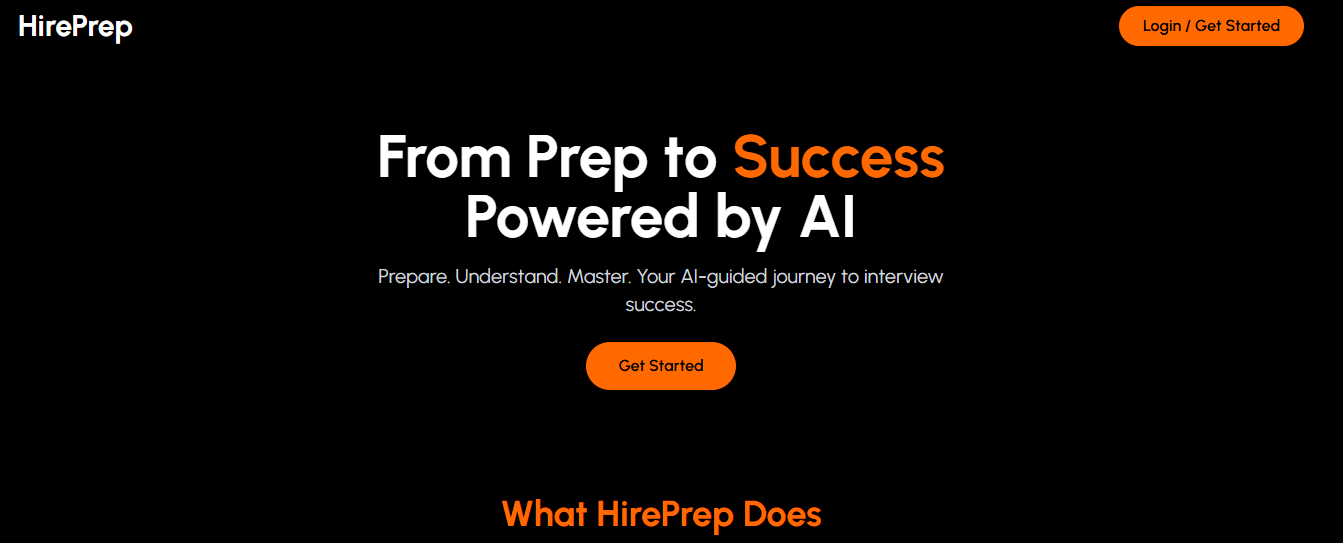 HirePrep
Login / Get Started
From Prep to Success
Powered by AI
Prepare. Understand. Master. Your AI-guided journey to interview
success.
Get Started
What HirePrep Does